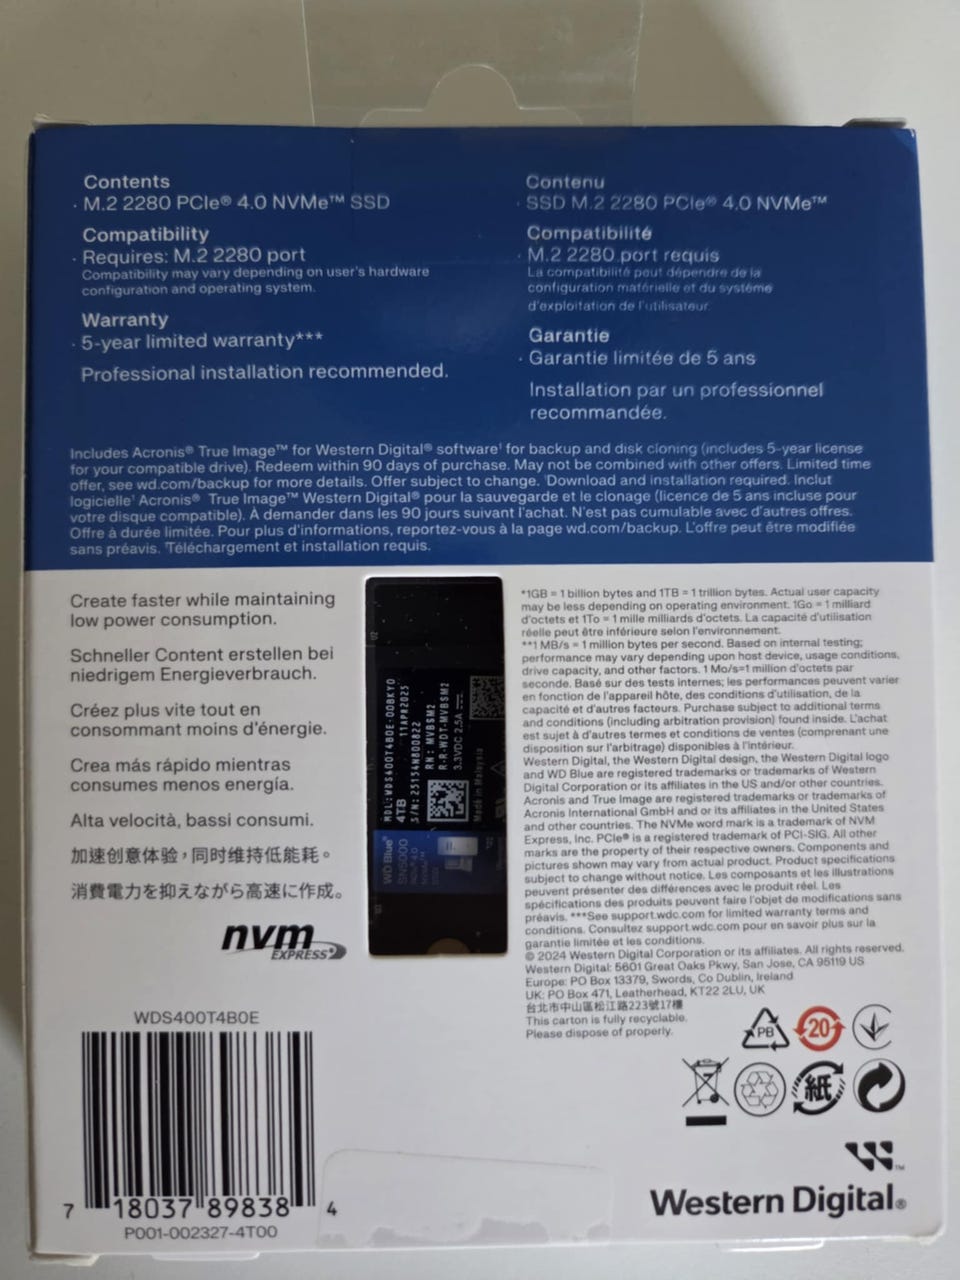 Contents
· M.2 2280 PCIe® 4.0 NVMe™ SSD
Compatibility
· Requires: M.2 2280 port
Compatibility may vary depending on user's hardware
configuration and operating system.
Warranty
· 5-year limited warranty***
Professional installation recommended.
Contenu
· SSD M.2 2280 PCIe® 4.0 NVMe™
Compatibilité
· M.2 2280 port requis
La compatibilité peut dépendre de la
configuration matérielle et du système
d'exploitation de l'utilisateur.
Garantie
· Garantie limitée de 5 ans
Installation par un professionnel
recommandée.
Includes Acronis® True Image™ for Western Digital® software¹ for backup and disk cloning (includes 5-year license
for your compatible drive). Redeem within 90 days of purchase. May not be combined with other offers. Limited time
offer, see wd.com/backup for more details. Offer subject to change. ¹Download and installation required. Inclut
logicielle¹ Acronis® True Image™ Western Digital® pour la sauvegarde et le clonage (licence de 5 ans incluse pour
votre disque compatible). À demander dans les 90 jours suivant l'achat. N'est pas cumulable avec d'autres offres.
Offre à durée limitée. Pour plus d'informations, reportez-vous à la page wd.com/backup. L'offre peut être modifiée
sans préavis. ¹Téléchargement et installation requis.
Create faster while maintaining
low power consumption.
Schneller Content erstellen bei
niedrigem Energieverbrauch.
Créez plus vite tout en
consommant moins d'énergie.
Crea más rápido mientras
consumes menos energía.
Alta velocità, bassi consumi.
加速创意体验，同时维持低能耗。
消費電力を抑えながら高速に作成。
nvm
EXPRESS®
MDL:WDS400T4B0E-00BKY0
4TB 11APR2025
S/N:25154N800822
RN: MVBSM2
R-R-WDT-MVBSM2
3.3VDC 2.5A
Made in Malaysia
WD Blue
SN5000
*1GB = 1 billion bytes and 1TB = 1 trillion bytes. Actual user capacity
may be less depending on operating environment. 1Go = 1 milliard
d'octets et 1To = 1 mille milliards d'octets. La capacité d'utilisation
réelle peut être inférieure selon l'environnement.
**1 MB/s = 1 million bytes per second. Based on internal testing;
performance may vary depending upon host device, usage conditions,
drive capacity, and other factors. 1 Mo/s=1 million d'octets par
seconde. Basé sur des tests internes; les performances peuvent varier
en fonction de l'appareil hôte, des conditions d'utilisation, de la
capacité et d'autres facteurs. Purchase subject to additional terms
and conditions (including arbitration provision) found inside. L'achat
est sujet à d'autres termes et conditions de ventes (comprenant une
disposition sur l'arbitrage) disponibles à l'intérieur.
Western Digital, the Western Digital design, the Western Digital logo
and WD Blue are registered trademarks or trademarks of Western
Digital Corporation or its affiliates in the US and/or other countries.
Acronis and True Image are registered trademarks or trademarks of
Acronis International GmbH and or its affiliates in the United States
and other countries. The NVMe word mark is a trademark of NVM
Express, Inc. PCIe® is a registered trademark of PCI-SIG. All other
marks are the property of their respective owners. Components and
pictures shown may vary from actual product. Product specifications
subject to change without notice. Les composants et les illustrations
peuvent présenter des différences avec le produit réel. Les
spécifications des produits peuvent faire l'objet de modifications sans
préavis. ***See support.wdc.com for limited warranty terms and
conditions. Consultez support.wdc.com pour en savoir plus sur la
garantie limitée et les conditions.
© 2024 Western Digital Corporation or its affiliates. All rights reserved.
Western Digital: 5601 Great Oaks Pkwy, San Jose, CA 95119 US
Europe: PO Box 13379, Swords, Co Dublin, Ireland
UK: PO Box 471, Leatherhead, KT22 2LU, UK
台北市中山區松江路223號17樓
This carton is fully recyclable.
Please dispose of properly.
PB
20
紙
WDS400T4B0E
7 18037 89838 4
P001-002327-4T00
Western Digital®